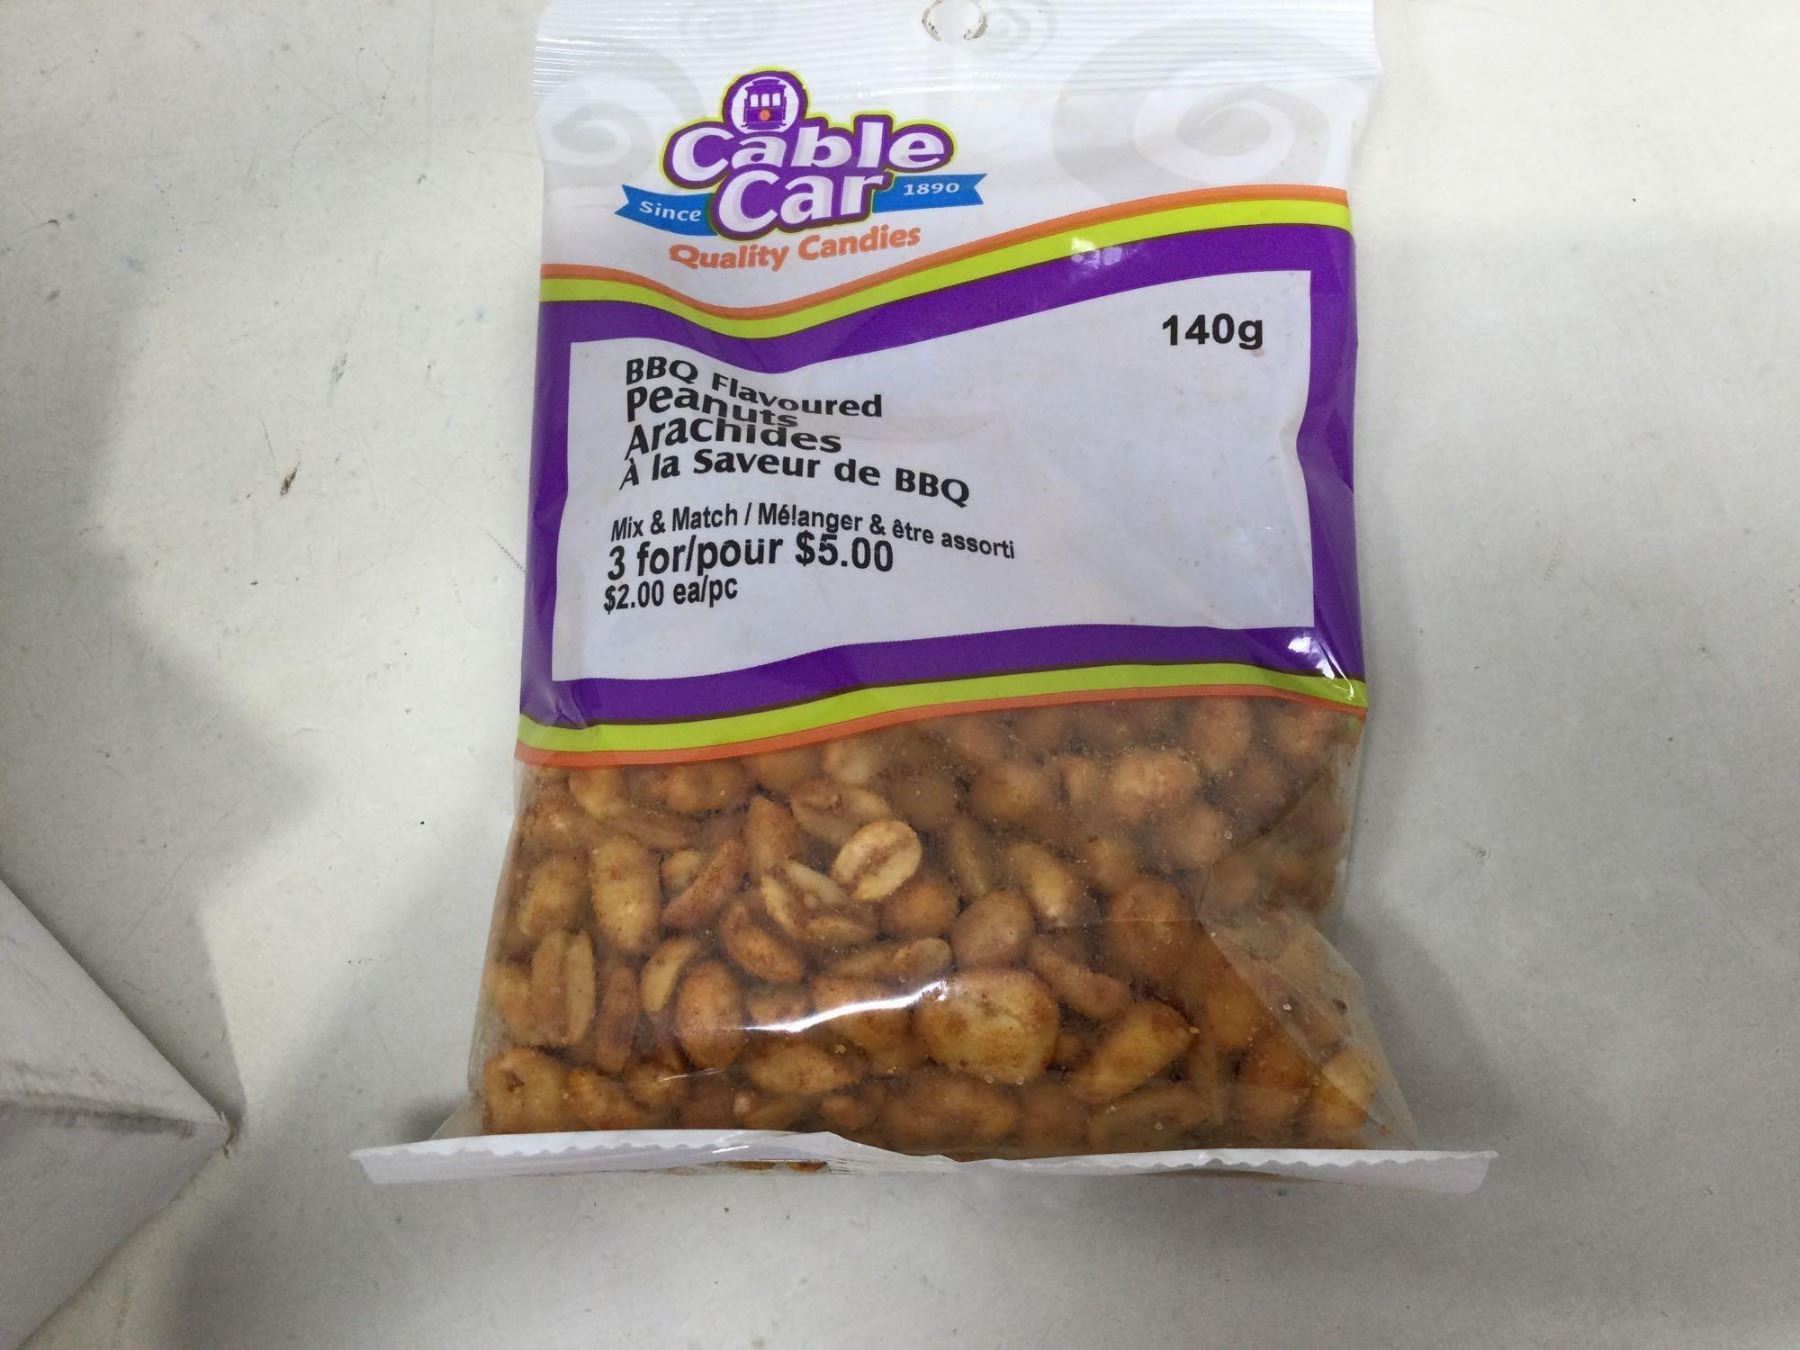 Cable
Car
Since 1890
Quality Candies
140g
BBQ Flavoured
Peanuts
Arachides
À la Saveur de BBQ
Mix & Match / Mélanger & être assorti
3 for/pour $5.00
$2.00 ea/pc